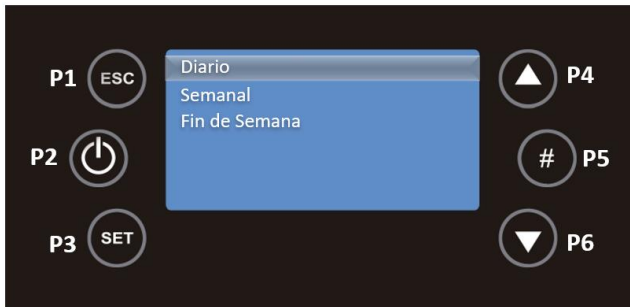 P1 ESC
Diario
P4
Semanal
Fin de Semana
P2
# P5
P3 SET
P6